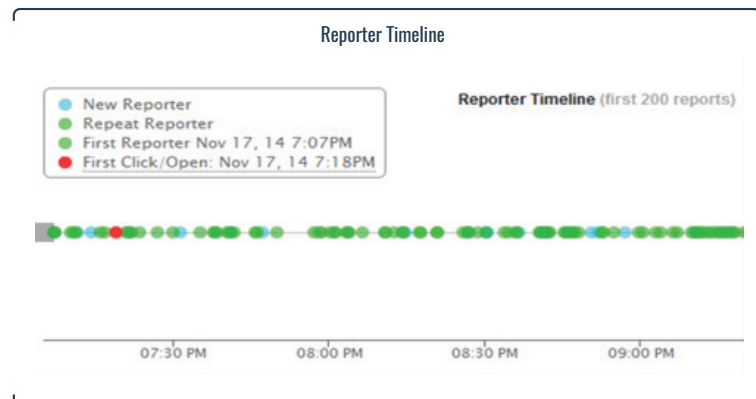 Reporter Timeline
New Reporter
Repeat Reporter
First Reporter Nov 17, 14 7:07PM
First Click/Open: Nov 17, 14 7:18PM
Reporter Timeline (first 200 reports)
07:30 PM
08:00 PM
08:30 PM
09:00 PM